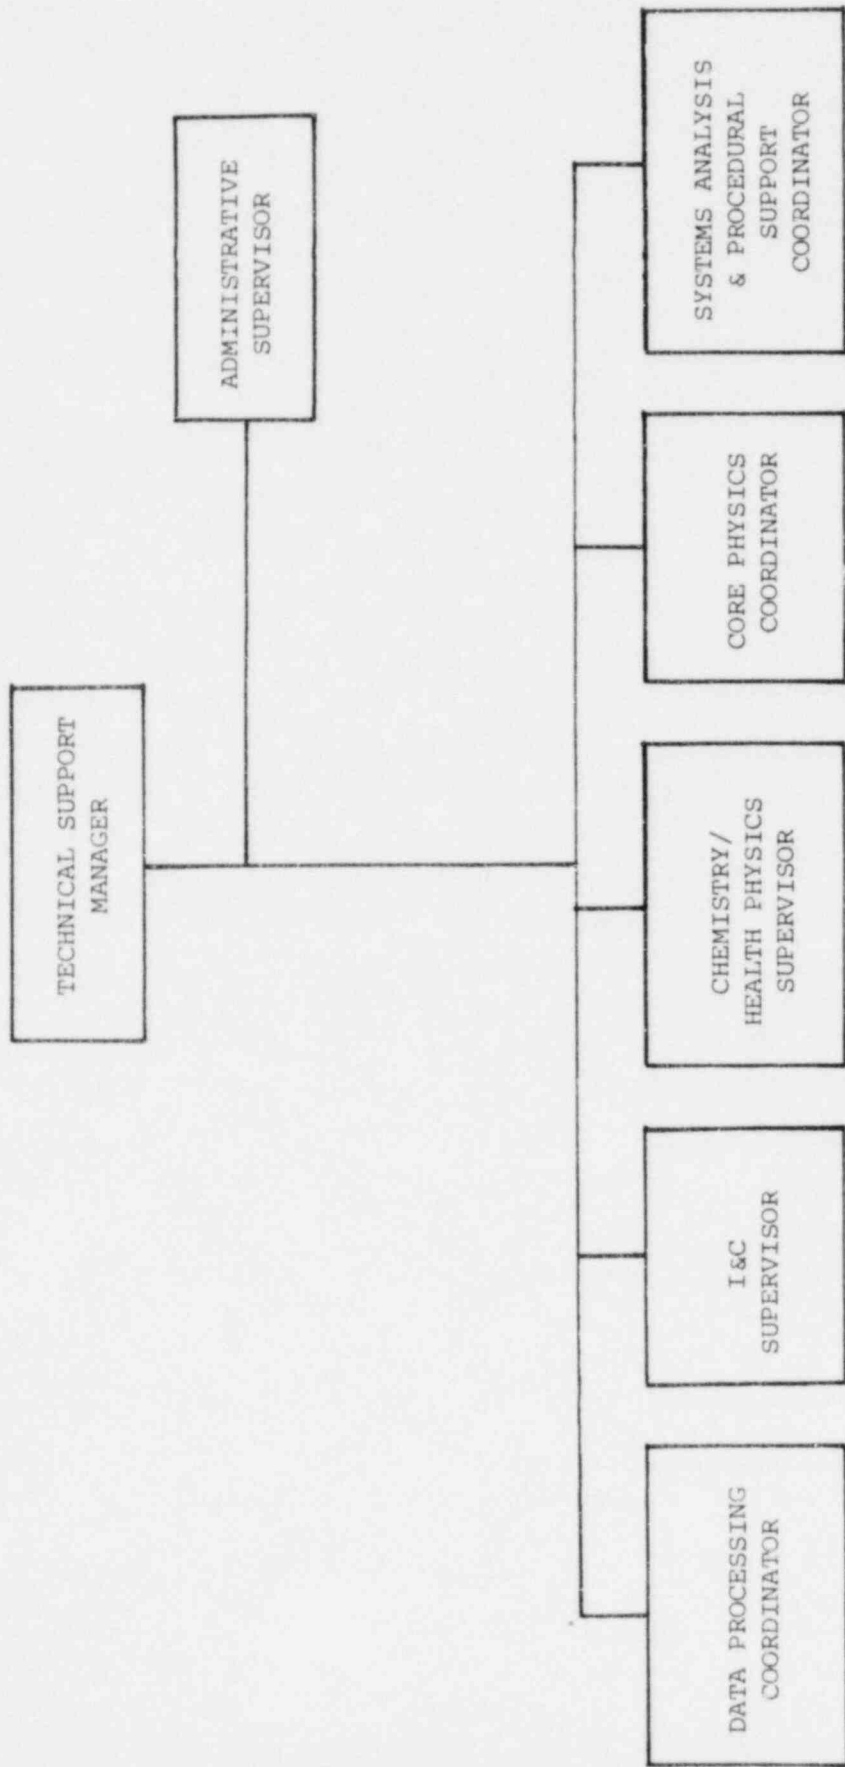 TECHNICAL SUPPORT
MANAGER
ADMINISTRATIVE
SUPERVISOR
DATA PROCESSING
COORDINATOR
I&C
SUPERVISOR
CHEMISTRY/
HEALTH PHYSICS
SUPERVISOR
CORE PHYSICS
COORDINATOR
SYSTEMS ANALYSIS
& PROCEDURAL
SUPPORT
COORDINATOR